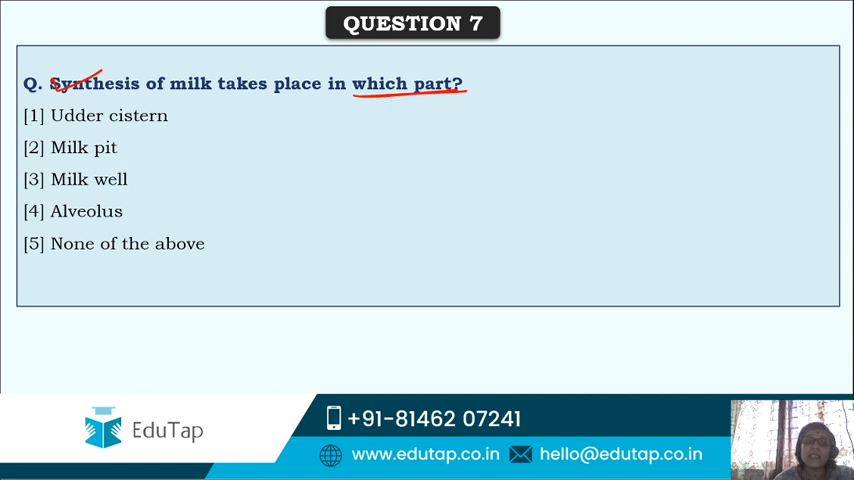 QUESTION 7
Q. Synthesis of milk takes place in which part?
[1] Udder cistern
[2] Milk pit
[3] Milk well
[4] Alveolus
[5] None of the above
EduTap
+91-81462 07241
www.edutap.co.in
hello@edutap.co.in